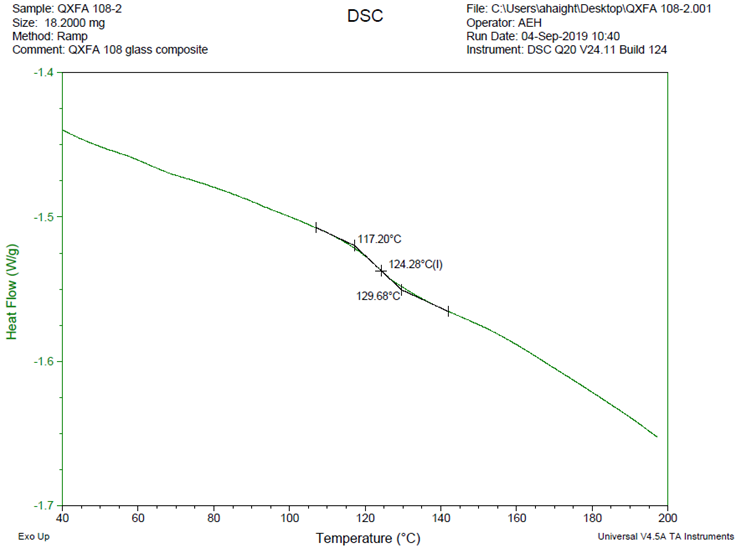 Sample: QXFA 108-2
Size: 18.2000 mg
Method: Ramp
Comment: QXFA 108 glass composite
DSC
File: C:\Users\ahaight\Desktop\QXFA 108-2.001
Operator: AEH
Run Date: 04-Sep-2019 10:40
Instrument: DSC Q20 V24.11 Build 124
-1.4
-1.5
-1.6
-1.7
Heat Flow (W/g)
117.20°C
124.28°C(I)
129.68°C
40
60
80
100
120
140
160
180
200
Exo Up
Temperature (°C)
Universal V4.5A TA Instruments